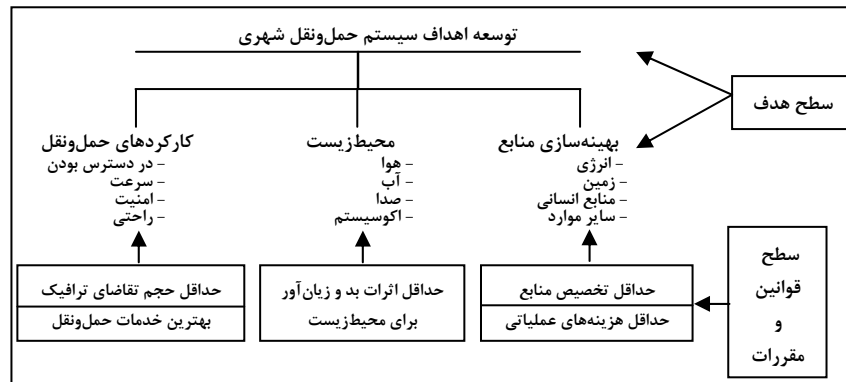 توسعه اهداف سیستم حمل‌ونقل شهری
سطح هدف
بهینه‌سازی منابع
- انرژی
- زمین
- منابع انسانی
- سایر موارد
محیط‌زیست
- هوا
- آب
- صدا
- اکوسیستم
کارکردهای حمل‌ونقل
- در دسترس بودن
- سرعت
- امنیت
- راحتی
سطح
قوانین
و
مقررات
حداقل تخصیص منابع
حداقل هزینه‌های عملیاتی
حداقل اثرات بد و زیان‌آور
برای محیط‌زیست
حداقل حجم تقاضای ترافیک
بهترین خدمات حمل‌ونقل